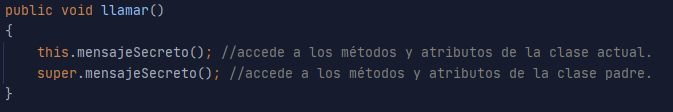 public void llamar()
{
this.mensajeSecreto(); //accede a los métodos y atributos de la clase actual.
super.mensajeSecreto(); //accede a los métodos y atributos de la clase padre.
}